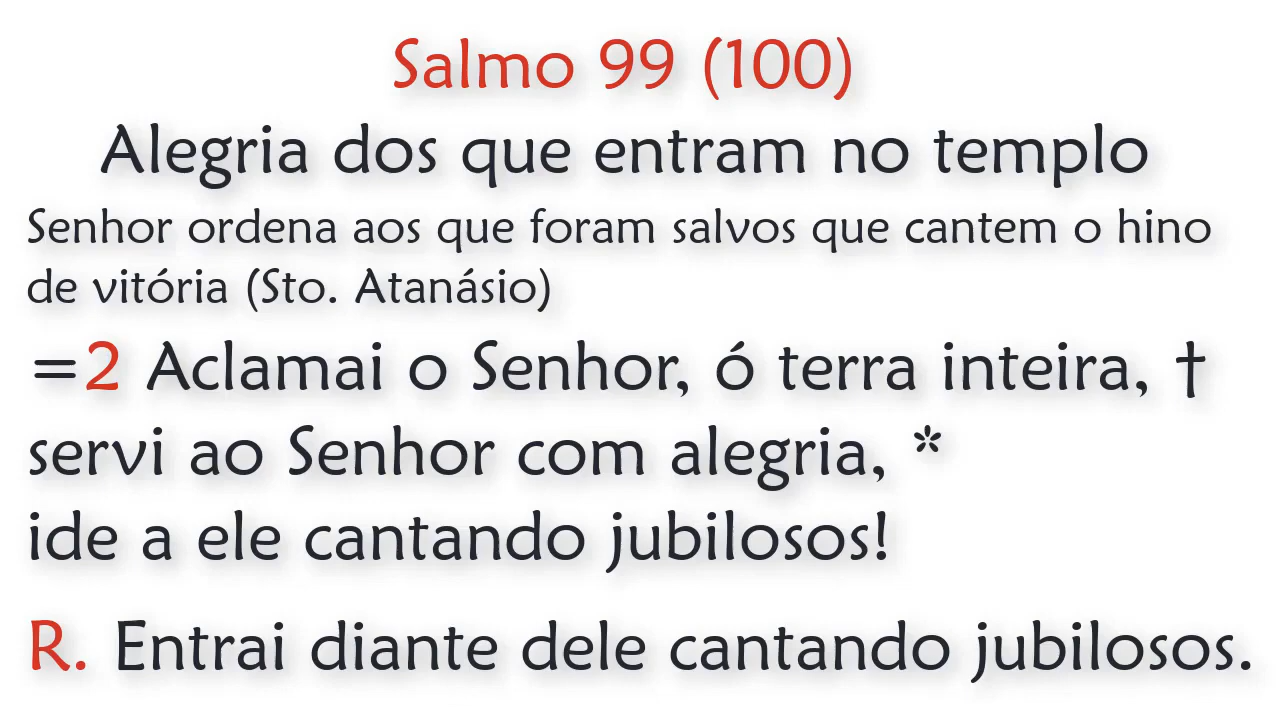 Salmo 99 (100)
Alegria dos que entram no templo
Senhor ordena aos que foram salvos que cantem o hino
de vitória (Sto. Atanásio)
=2 Aclamai o Senhor, ó terra inteira, †
servi ao Senhor com alegria, *
ide a ele cantando jubilosos!
R. Entrai diante dele cantando jubilosos.